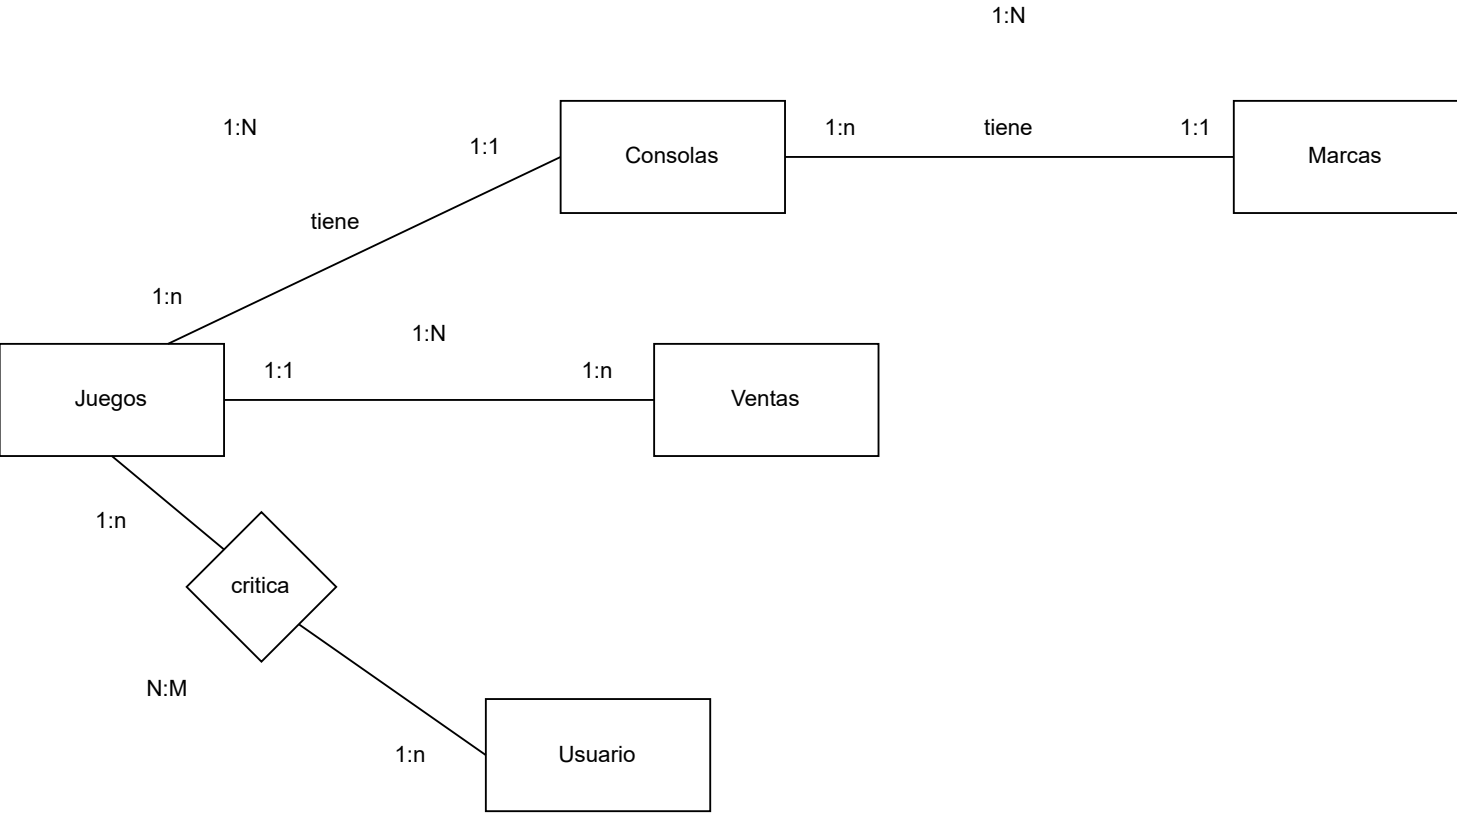 1:N
1:N
1:1
Consolas
1:n
tiene
1:1
Marcas
tiene
1:n
1:N
Juegos
1:1
1:n
Ventas
1:n
critica
N:M
1:n
Usuario